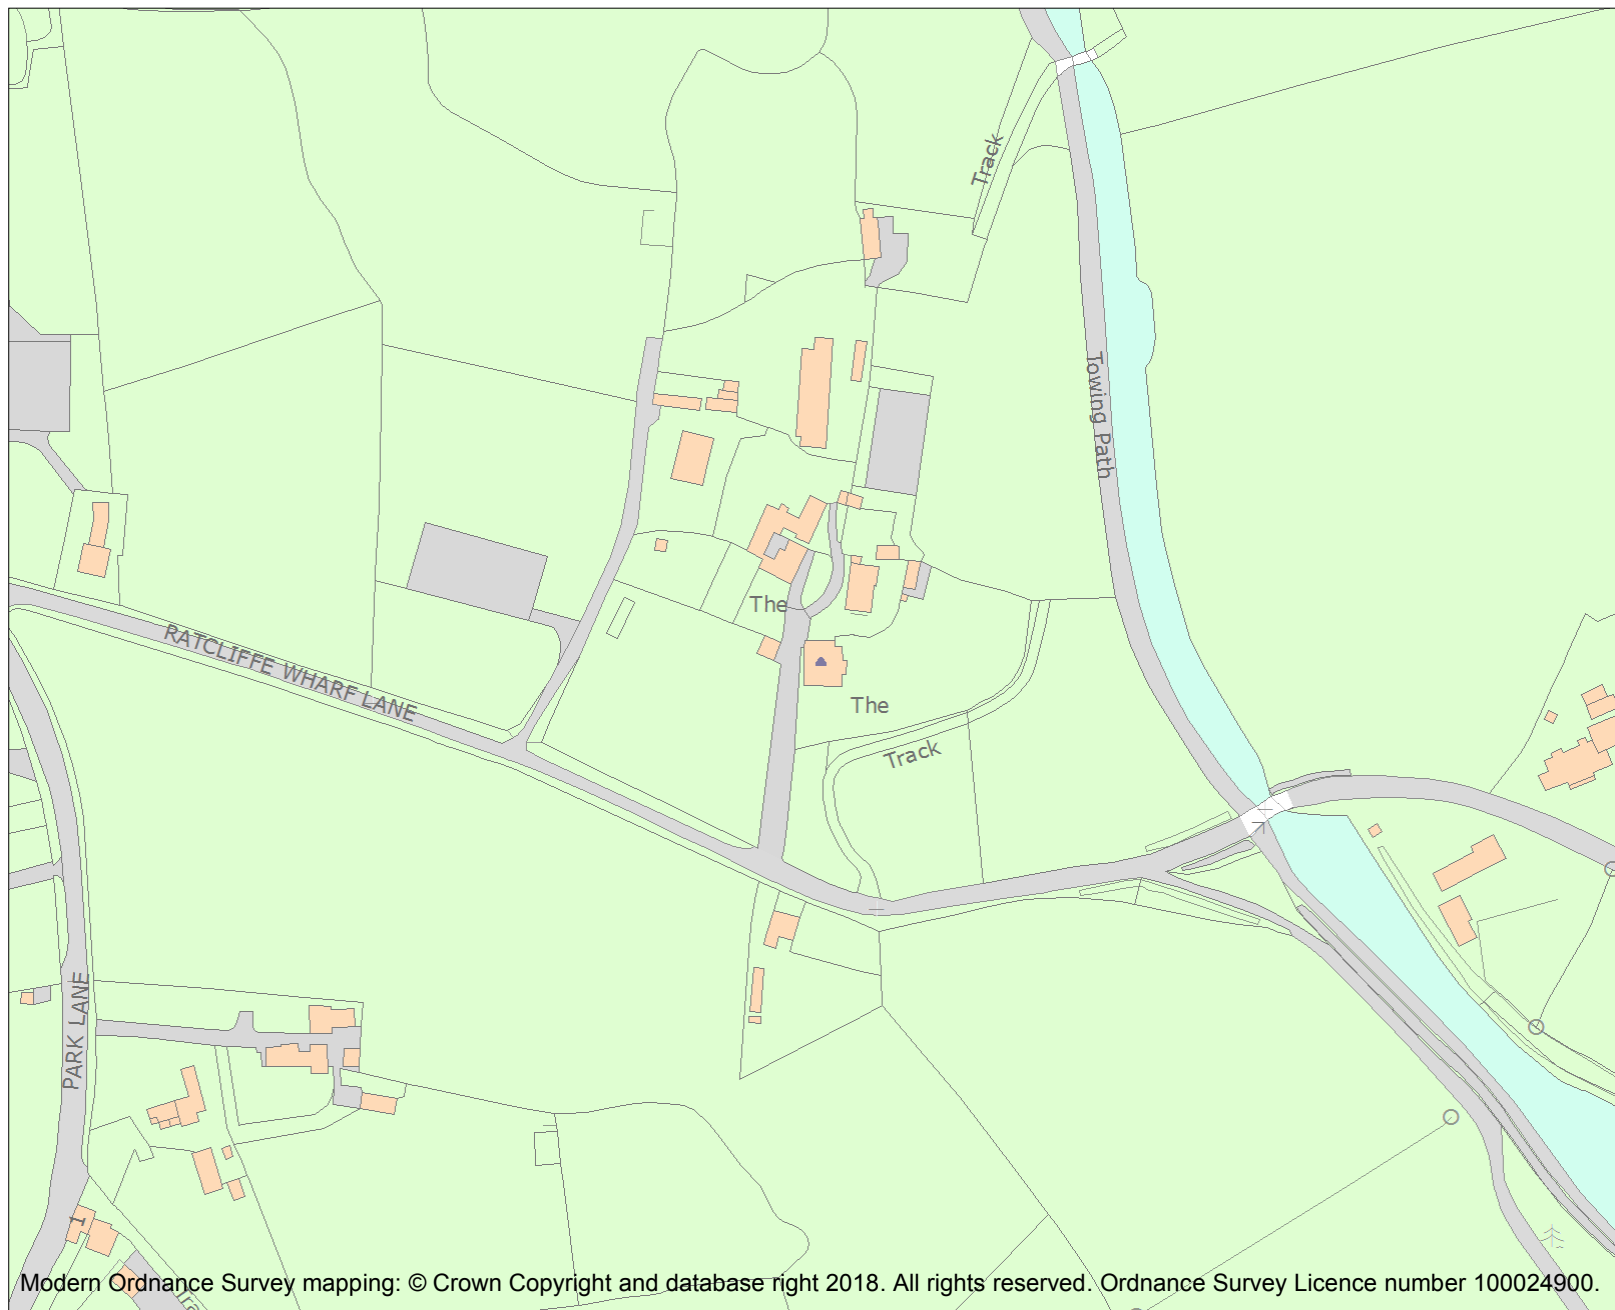 Track
Towing Path
The
RATCLIFFE WHARF LANE
The
Track
PARK LANE
1
Modern Ordnance Survey mapping: © Crown Copyright and database right 2018. All rights reserved. Ordnance Survey Licence number 100024900.